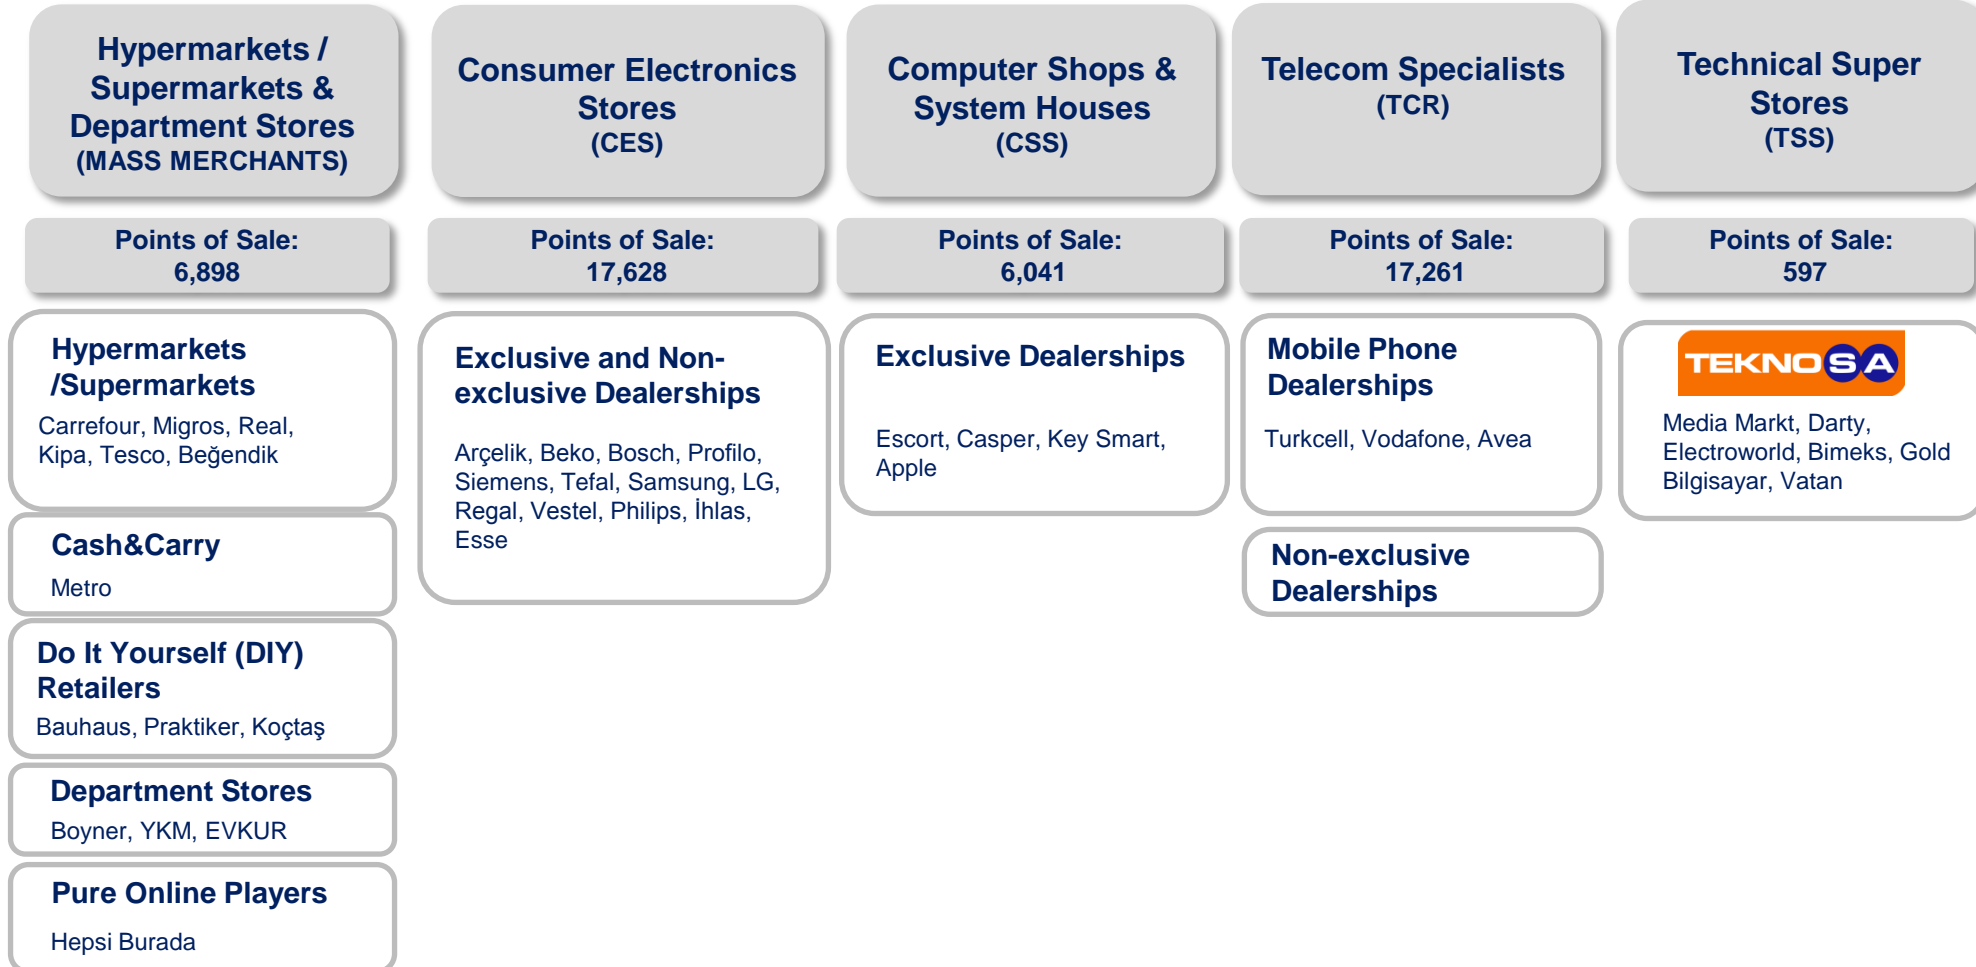 Hypermarkets /
Supermarkets &
Department Stores
(MASS MERCHANTS)
Points of Sale:
6,898
Hypermarkets
/Supermarkets
Carrefour, Migros, Real,
Kipa, Tesco, Beğendik
Cash&Carry
Metro
Do It Yourself (DIY)
Retailers
Bauhaus, Praktiker, Koçtaş
Department Stores
Boyner, YKM, EVKUR
Pure Online Players
Hepsi Burada
Consumer Electronics
Stores
(CES)
Points of Sale:
17,628
Exclusive and Non-
exclusive Dealerships
Arçelik, Beko, Bosch, Profilo,
Siemens, Tefal, Samsung, LG,
Regal, Vestel, Philips, İhlas,
Esse
Computer Shops &
System Houses
(CSS)
Points of Sale:
6,041
Exclusive Dealerships
Escort, Casper, Key Smart,
Apple
Telecom Specialists
(TCR)
Points of Sale:
17,261
Mobile Phone
Dealerships
Turkcell, Vodafone, Avea
Non-exclusive
Dealerships
Technical Super
Stores
(TSS)
Points of Sale:
597
TEKNOSA
Media Markt, Darty,
Electroworld, Bimeks, Gold
Bilgisayar, Vatan